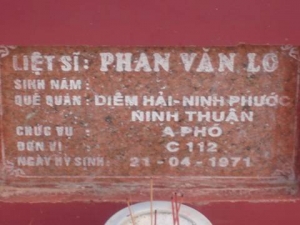 LIỆT SĨ: PHAN VĂN LO
SINH NĂM:
QUÊ QUÁN: DIÊM HẢI-NINH PHƯỚC
NINH THUẬN
CHỨC VỤ : A PHÓ
ĐƠN VỊ : C 112
NGÀY HY SINH: 21-04-1971